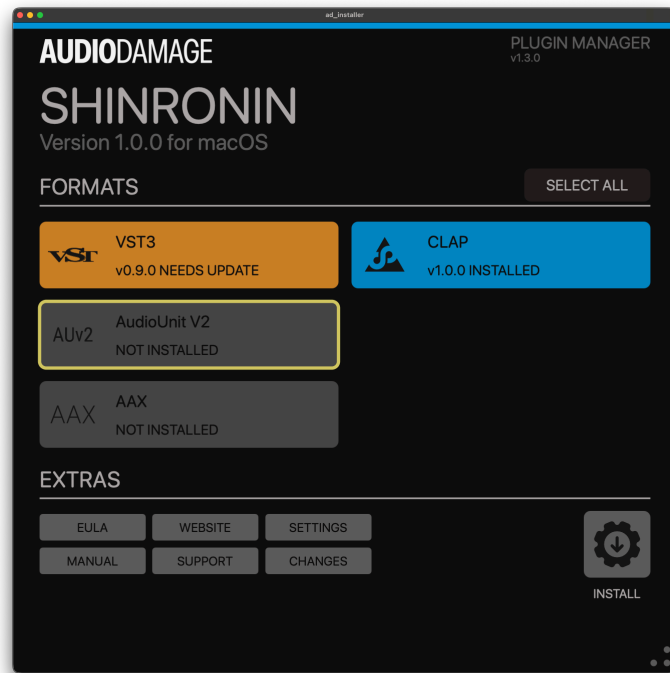 ad_installer
AUDIODAMAGE
PLUGIN MANAGER
v1.3.0
SHINRONIN
Version 1.0.0 for macOS
FORMATS
SELECT ALL
VST
VST3
v0.9.0 NEEDS UPDATE
CLAP
v1.0.0 INSTALLED
AUv2
AudioUnit V2
NOT INSTALLED
AAX
AAX
NOT INSTALLED
EXTRAS
EULA
WEBSITE
SETTINGS
MANUAL
SUPPORT
CHANGES
INSTALL